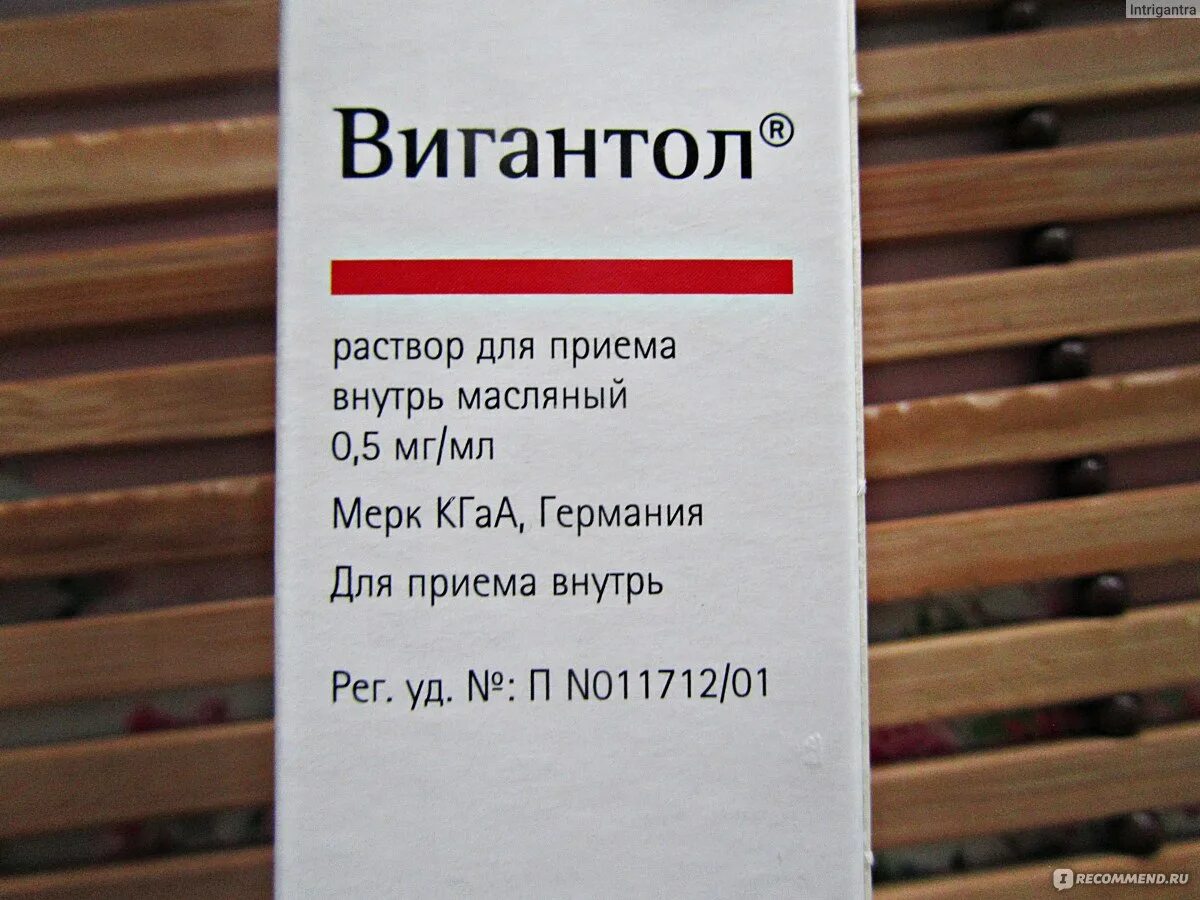 Intrigantra
Вигантол®
раствор для приема
внутрь масляный
0,5 мг/мл
Мерк КГаА, Германия
Для приема внутрь
Рег. уд. №: П N011712/01
IRECOMMEND.RU